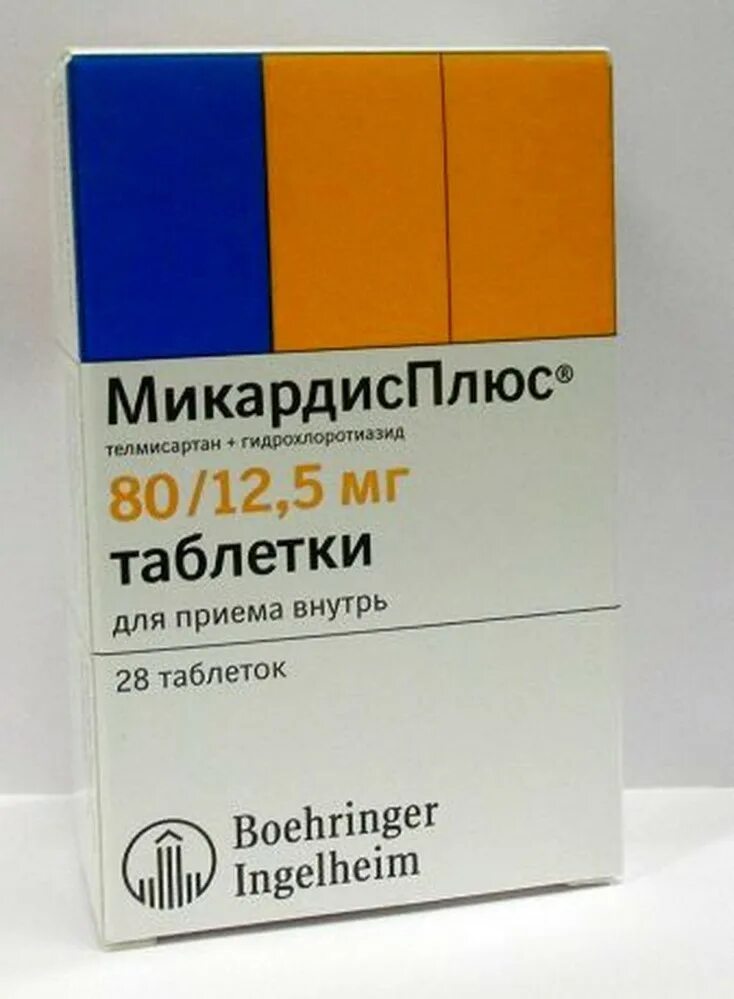 МикардисПлюс®
телмисартан + гидрохлоротиазид
80/12,5 мг
таблетки
для приема внутрь
28 таблеток
Boehringer
Ingelheim